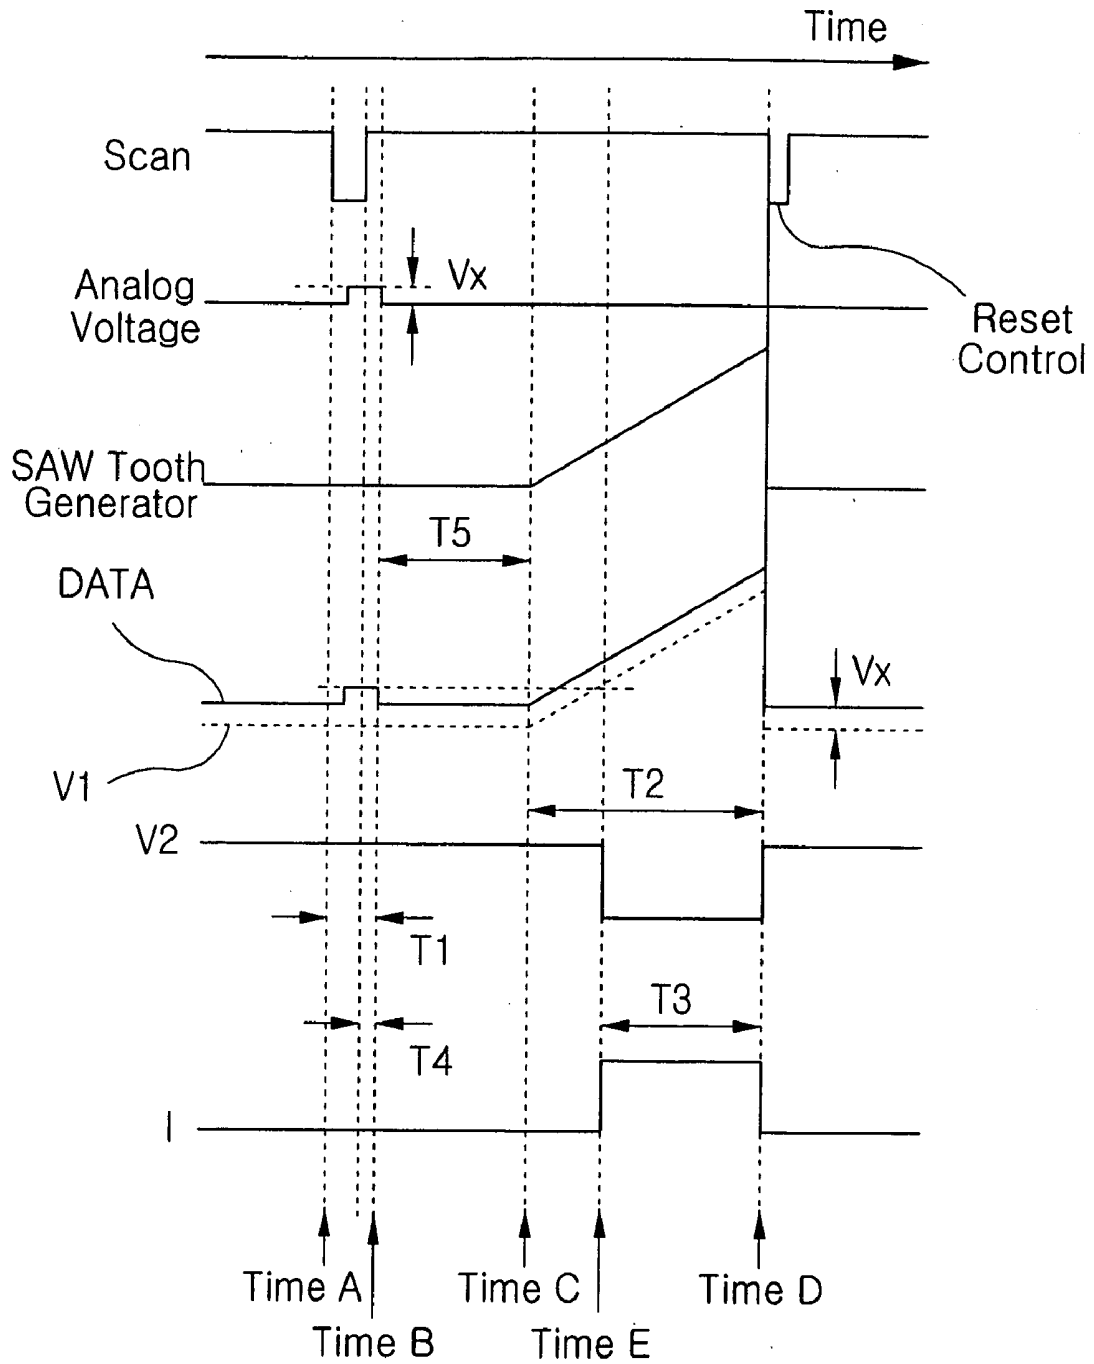 Time
Scan
Vx
Analog
Voltage
Reset
Control
SAW Tooth
Generator
T5
DATA
Vx
V1
T2
V2
T1
T3
T4
I
Time A
Time C
Time D
Time B
Time E